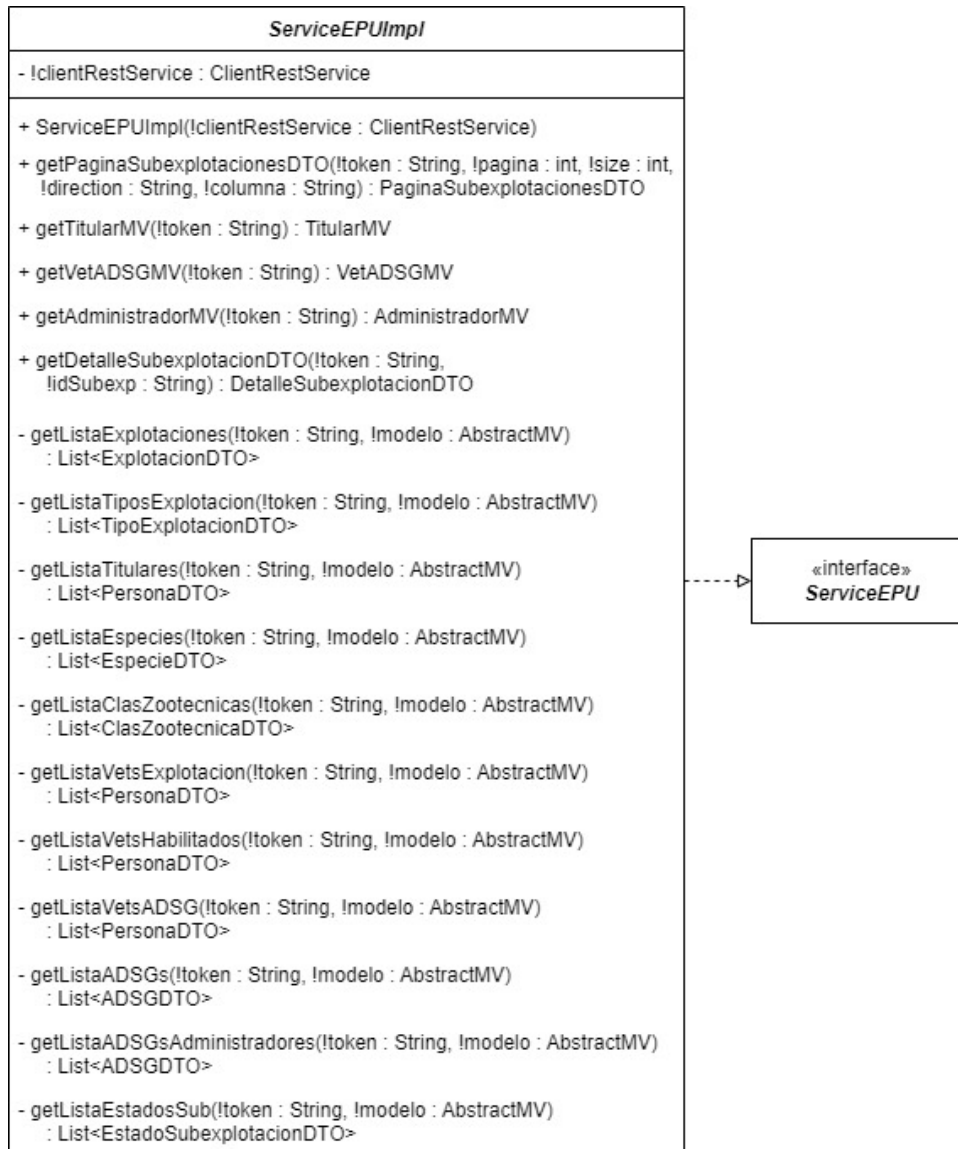 ServiceEPUImpl
- !clientRestService : ClientRestService
+ ServiceEPUImpl(!clientRestService : ClientRestService)
+ getPaginaSubexplotacionesDTO(!token : String, !pagina : int, !size : int,
!direction : String, !columna : String) : PaginaSubexplotacionesDTO
+ getTitularMV(!token : String) : TitularMV
+ getVetADSGMV(!token : String) : VetADSGMV
+ getAdministradorMV(!token : String) : AdministradorMV
+ getDetalleSubexplotacionDTO(!token : String,
!idSubexp : String) : DetalleSubexplotacionDTO
- getListaExplotaciones(!token : String, !modelo : AbstractMV)
: List<ExplotacionDTO>
- getListaTiposExplotacion(!token : String, !modelo : AbstractMV)
: List<TipoExplotacionDTO>
- getListaTitulares(!token : String, !modelo : AbstractMV)
: List<PersonaDTO>
- getListaEspecies(!token : String, !modelo : AbstractMV)
: List<EspecieDTO>
- getListaClasZootecnicas(!token : String, !modelo : AbstractMV)
: List<ClasZootecnicaDTO>
- getListaVetsExplotacion(!token : String, !modelo : AbstractMV)
: List<PersonaDTO>
- getListaVetsHabilitados(!token : String, !modelo : AbstractMV)
: List<PersonaDTO>
- getListaVetsADSG(!token : String, !modelo : AbstractMV)
: List<PersonaDTO>
- getListaADSGs(!token : String, !modelo : AbstractMV)
: List<ADSGDTO>
- getListaADSGsAdministradores(!token : String, !modelo : AbstractMV)
: List<ADSGDTO>
- getListaEstadosSub(!token : String, !modelo : AbstractMV)
: List<EstadoSubexplotacionDTO>
«interface»
ServiceEPU